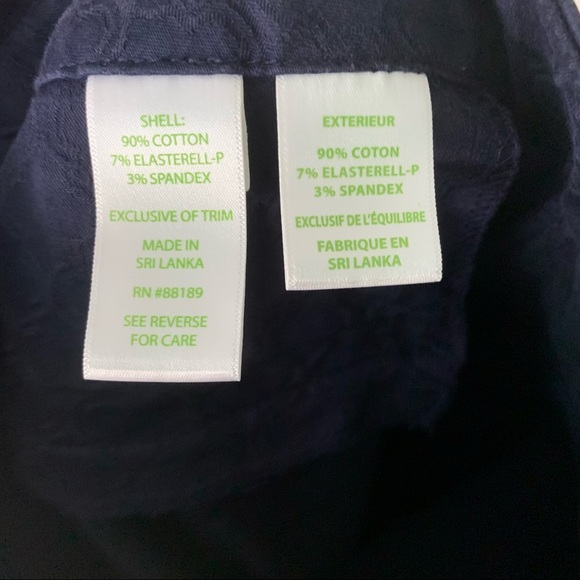 SHELL:
90% COTTON
7% ELASTERELL-P
3% SPANDEX
EXCLUSIVE OF TRIM
MADE IN
SRI LANKA
RN #88189
SEE REVERSE
FOR CARE
EXTERIEUR
90% COTON
7% ELASTERELL-P
3% SPANDEX
EXCLUSIF DE L'ÉQUILIBRE
FABRIQUE EN
SRI LANKA